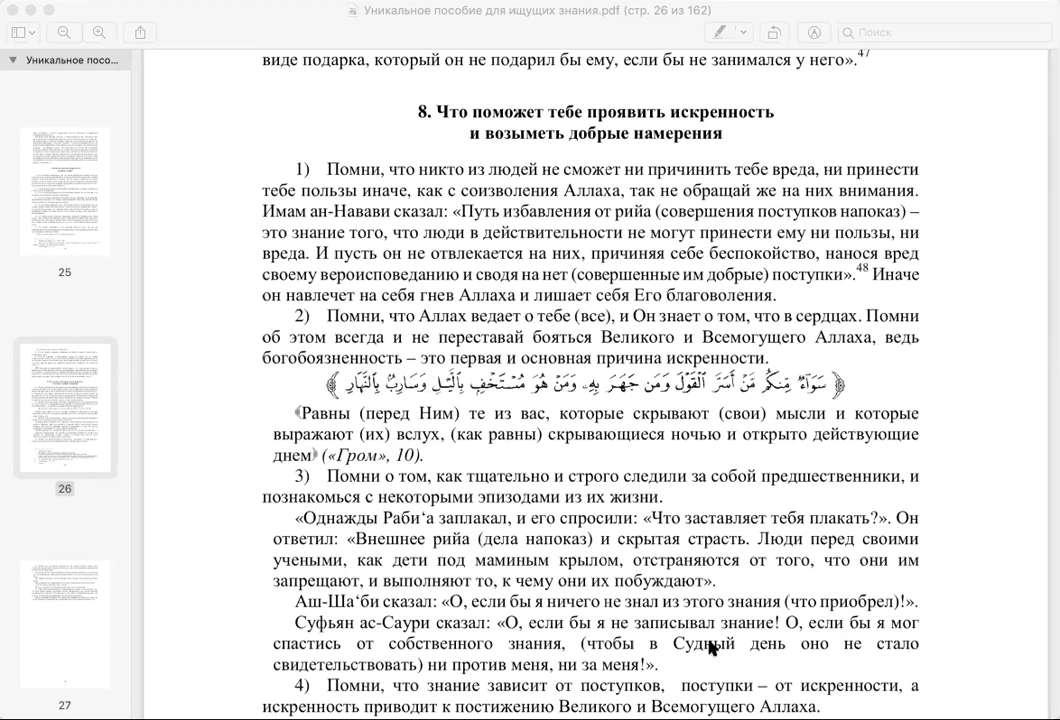 Уникальное пособие для ищущих знания.pdf (стр. 26 из 162)
Поиск
Уникальное посо...
25
26
27
виде подарка, который он не подарил бы ему, если бы не занимался у него».47
8. Что поможет тебе проявить искренность
и возыметь добрые намерения
1) Помни, что никто из людей не сможет ни причинить тебе вреда, ни принести
тебе пользы иначе, как с дозволения Аллаха, так не обращай же на них внимания.
Имам ан-Навави сказал: «Путь избавления от рийа (совершения поступков напоказ) –
это знание того, что люди в действительности не могут принести ему ни пользы, ни
вреда. И пусть он не отвлекается на них, причиняя себе беспокойство, нанося вред
своему вероисповеданию и сводя на нет (совершенные им добрые) поступки».48 Иначе
он навлечет на себя гнев Аллаха и лишает себя Его благоволения.
2) Помни, что Аллах ведает о тебе (все), и Он знает о том, что в сердцах. Помни
об этом всегда и не переставай бояться Великого и Всемогущего Аллаха, ведь
богобоязненность – это первая и основная причина искренности.
﴿ سَوَآءٌ مِّنكُم مَّنْ أَسَرَّ ٱلْقَوْلَ وَمَن جَهَرَ بِهِۦ وَمَنْ هُوَ مُسْتَخْفٍ بِٱلَّيْلِ وَسَارِبٌۢ بِٱلنَّهَارِ ﴾
﴾Равны (перед Ним) те из вас, которые скрывают (свои) мысли и которые
выражают (их) вслух, (как равны) скрывающиеся ночью и открыто действующие
днем﴿ («Гром», 10).
3) Помни о том, как тщательно и строго следили за собой предшественники, и
познакомься с некоторыми эпизодами из их жизни.
«Однажды Раби‘а заплакал, и его спросили: «Что заставляет тебя плакать?». Он
ответил: «Внешнее рийа (дела напоказ) и скрытая страсть. Люди перед своими
учеными, как дети под маминым крылом, отстраняются от того, что они им
запрещают, и выполняют то, к чему они их побуждают».
Аш-Ша‘би сказал: «О, если бы я ничего не знал из этого знания (что приобрел)!».
Суфьян ас-Саури сказал: «О, если бы я не записывал знание! О, если бы я мог
спастись от собственного знания, (чтобы в Судный день оно не стало
свидетельствовать) ни против меня, ни за меня!».
4) Помни, что знание зависит от поступков, поступки – от искренности, а
искренность приводит к постижению Великого и Всемогущего Аллаха.